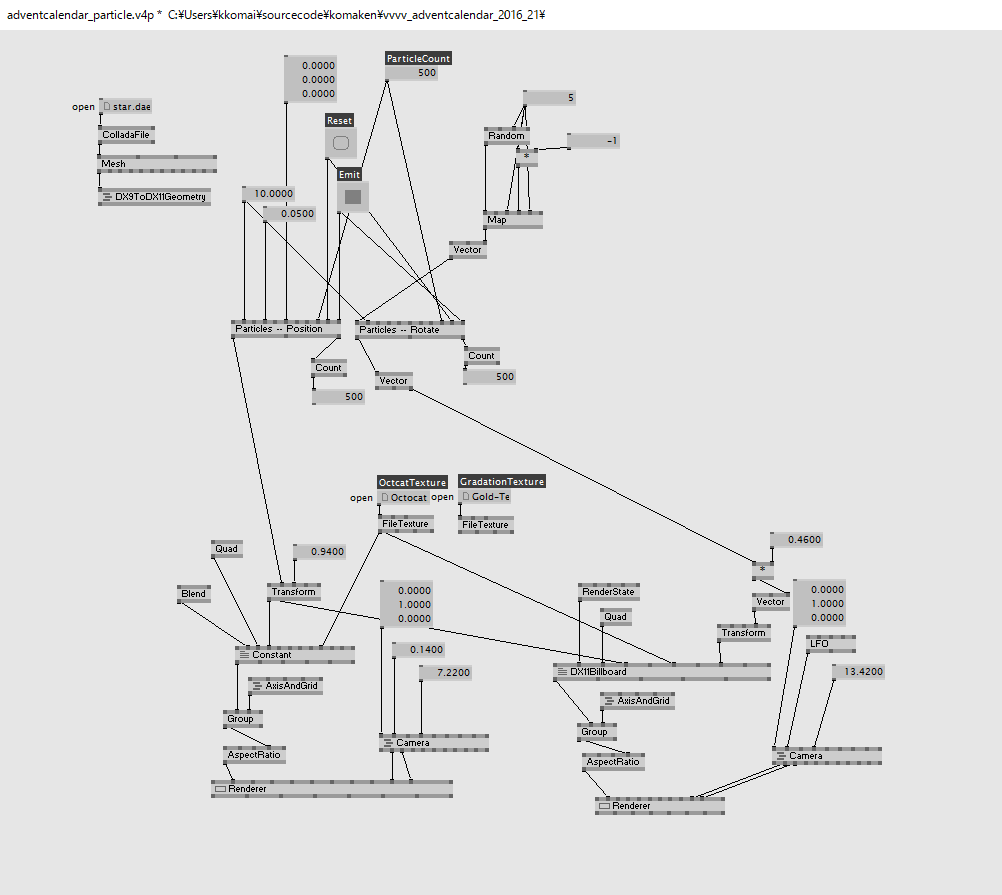 adventcalendar_particle.v4p * C:¥Users¥kkomai¥sourcecode¥komaken¥vvvv_adventcalendar_2016_21¥
ParticleCount
500
0.0000
0.0000
0.0000
open star.dae
5
Reset
ColladaFile
Random
-1
*
Mesh
Emit
DX9ToDX11Geometry
10.0000
0.0500
Map
Vector
Particles -- Position
Particles -- Rotate
Count
500
Count
500
Vector
OctcatTexture
GradationTexture
open Octocat
open Gold-Te
FileTexture
FileTexture
Quad
0.9400
0.4600
*
Blend
Transform
0.0000
1.0000
0.0000
RenderState
Quad
Vector
0.0000
1.0000
0.0000
Transform
LFO
Constant
0.1400
7.2200
DX11Billboard
13.4200
AxisAndGrid
AxisAndGrid
Group
Group
Camera
Camera
AspectRatio
AspectRatio
Renderer
Renderer